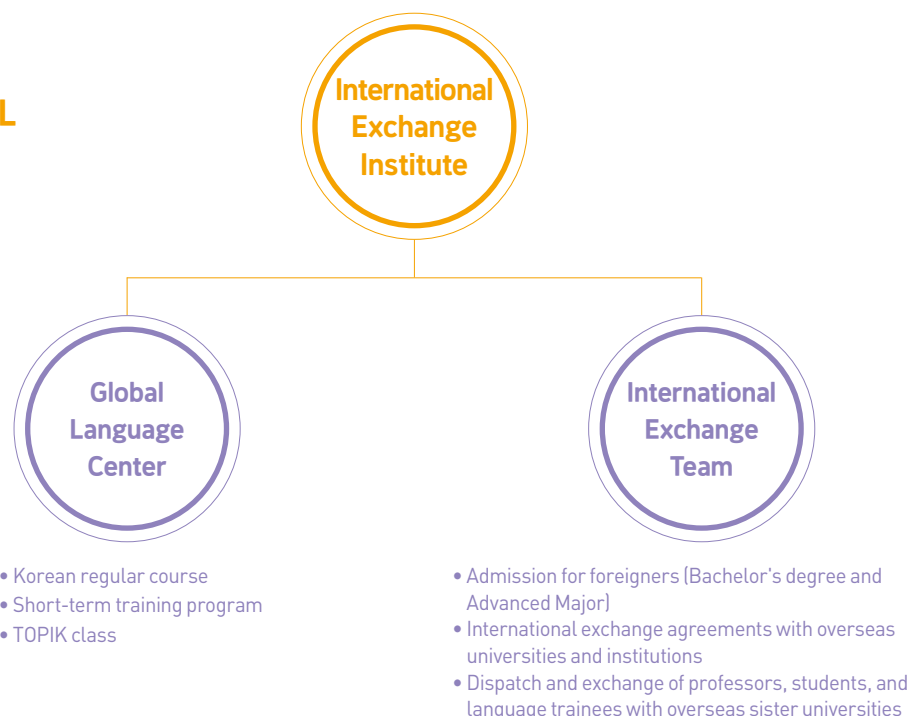 L
International
Exchange
Institute
Global
Language
Center
International
Exchange
Team
• Korean regular course
• Short-term training program
• TOPIK class
• Admission for foreigners (Bachelor's degree and
Advanced Major)
• International exchange agreements with overseas
universities and institutions
• Dispatch and exchange of professors, students, and
language trainees with overseas sister universities